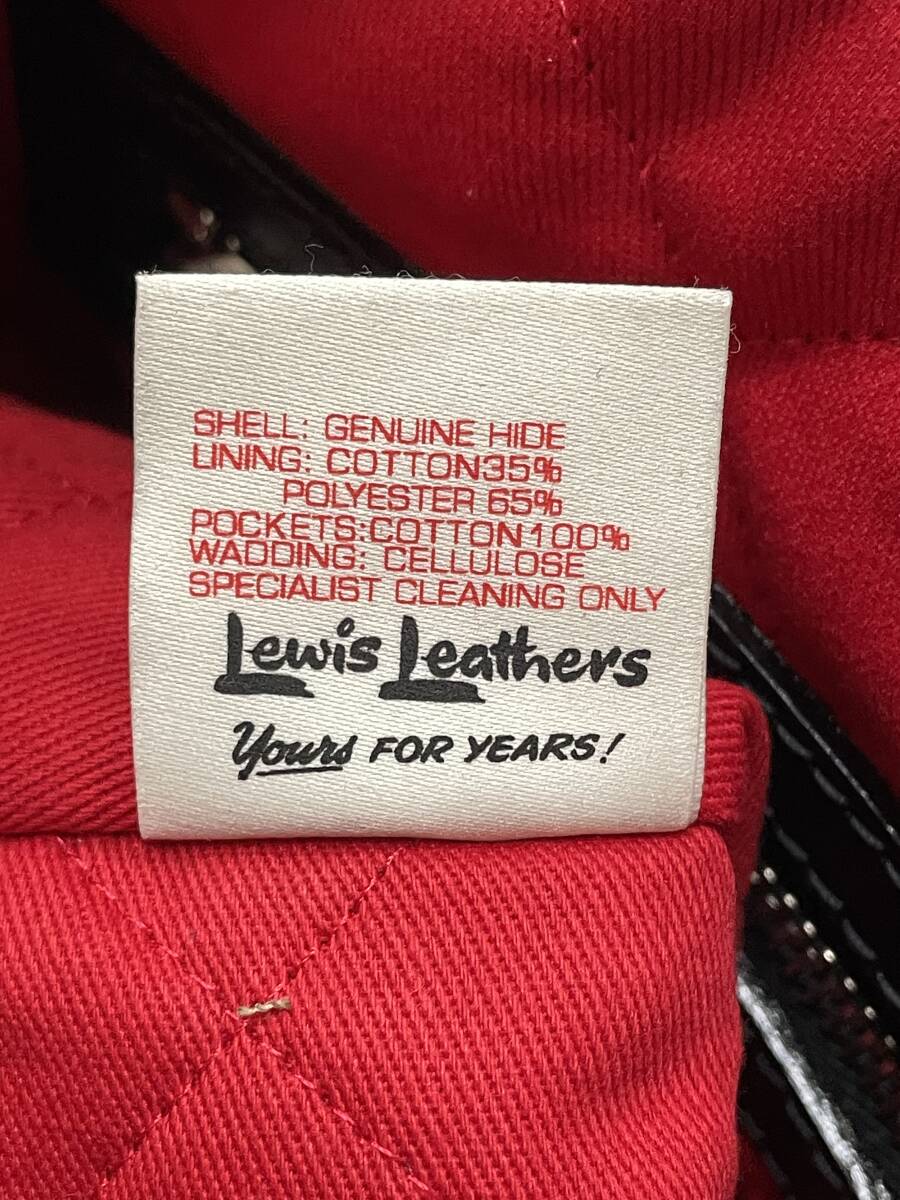 SHELL: GENUINE HIDE
LINING: COTTON35%
POLYESTER 65%
POCKETS:COTTON100%
WADDING: CELLULOSE
SPECIALIST CLEANING ONLY
Lewis Leathers
Yours FOR YEARS!